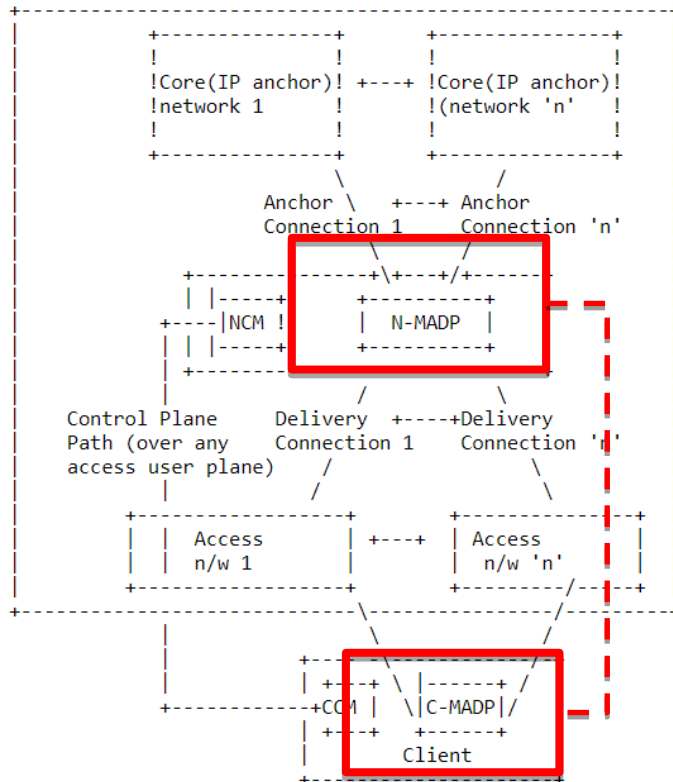 !Core(IP anchor)! +---+ !Core(IP anchor)!
!network 1 ! !(network 'n' !
Anchor \ +---+ Anchor
Connection 1 Connection 'n'
+----|NCM ! | N-MADP |
Control Plane Delivery +----+Delivery
Path (over any Connection 1 Connection 'n'
access user plane)
Access +---+ Access
n/w 1 n/w 'n'
+------------+CCM | \|C-MADP|/
Client